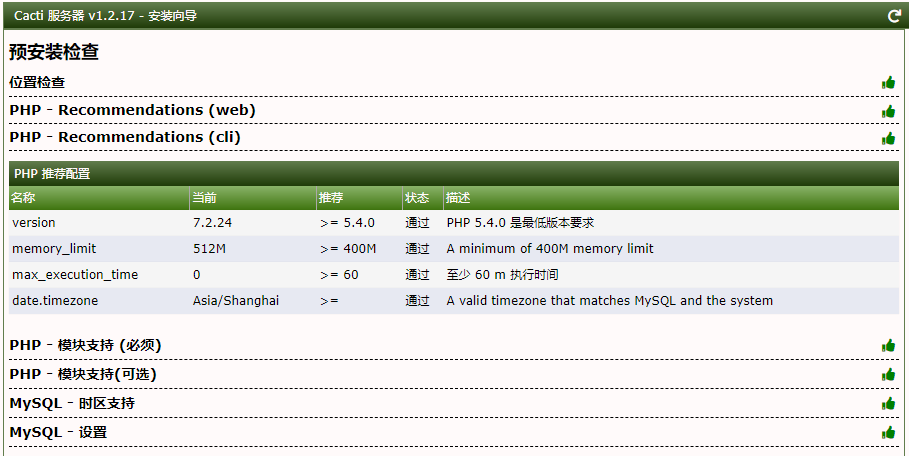 Cacti 服务器 v1.2.17 - 安装向导
预安装检查
位置检查
PHP - Recommendations (web)
PHP - Recommendations (cli)
PHP 推荐配置
名称 当前 推荐 状态 描述
version 7.2.24 >= 5.4.0 通过 PHP 5.4.0 是最低版本要求
memory_limit 512M >= 400M 通过 A minimum of 400M memory limit
max_execution_time 0 >= 60 通过 至少 60 m 执行时间
date.timezone Asia/Shanghai >= 通过 A valid timezone that matches MySQL and the system
PHP - 模块支持 (必须)
PHP - 模块支持(可选)
MySQL - 时区支持
MySQL - 设置